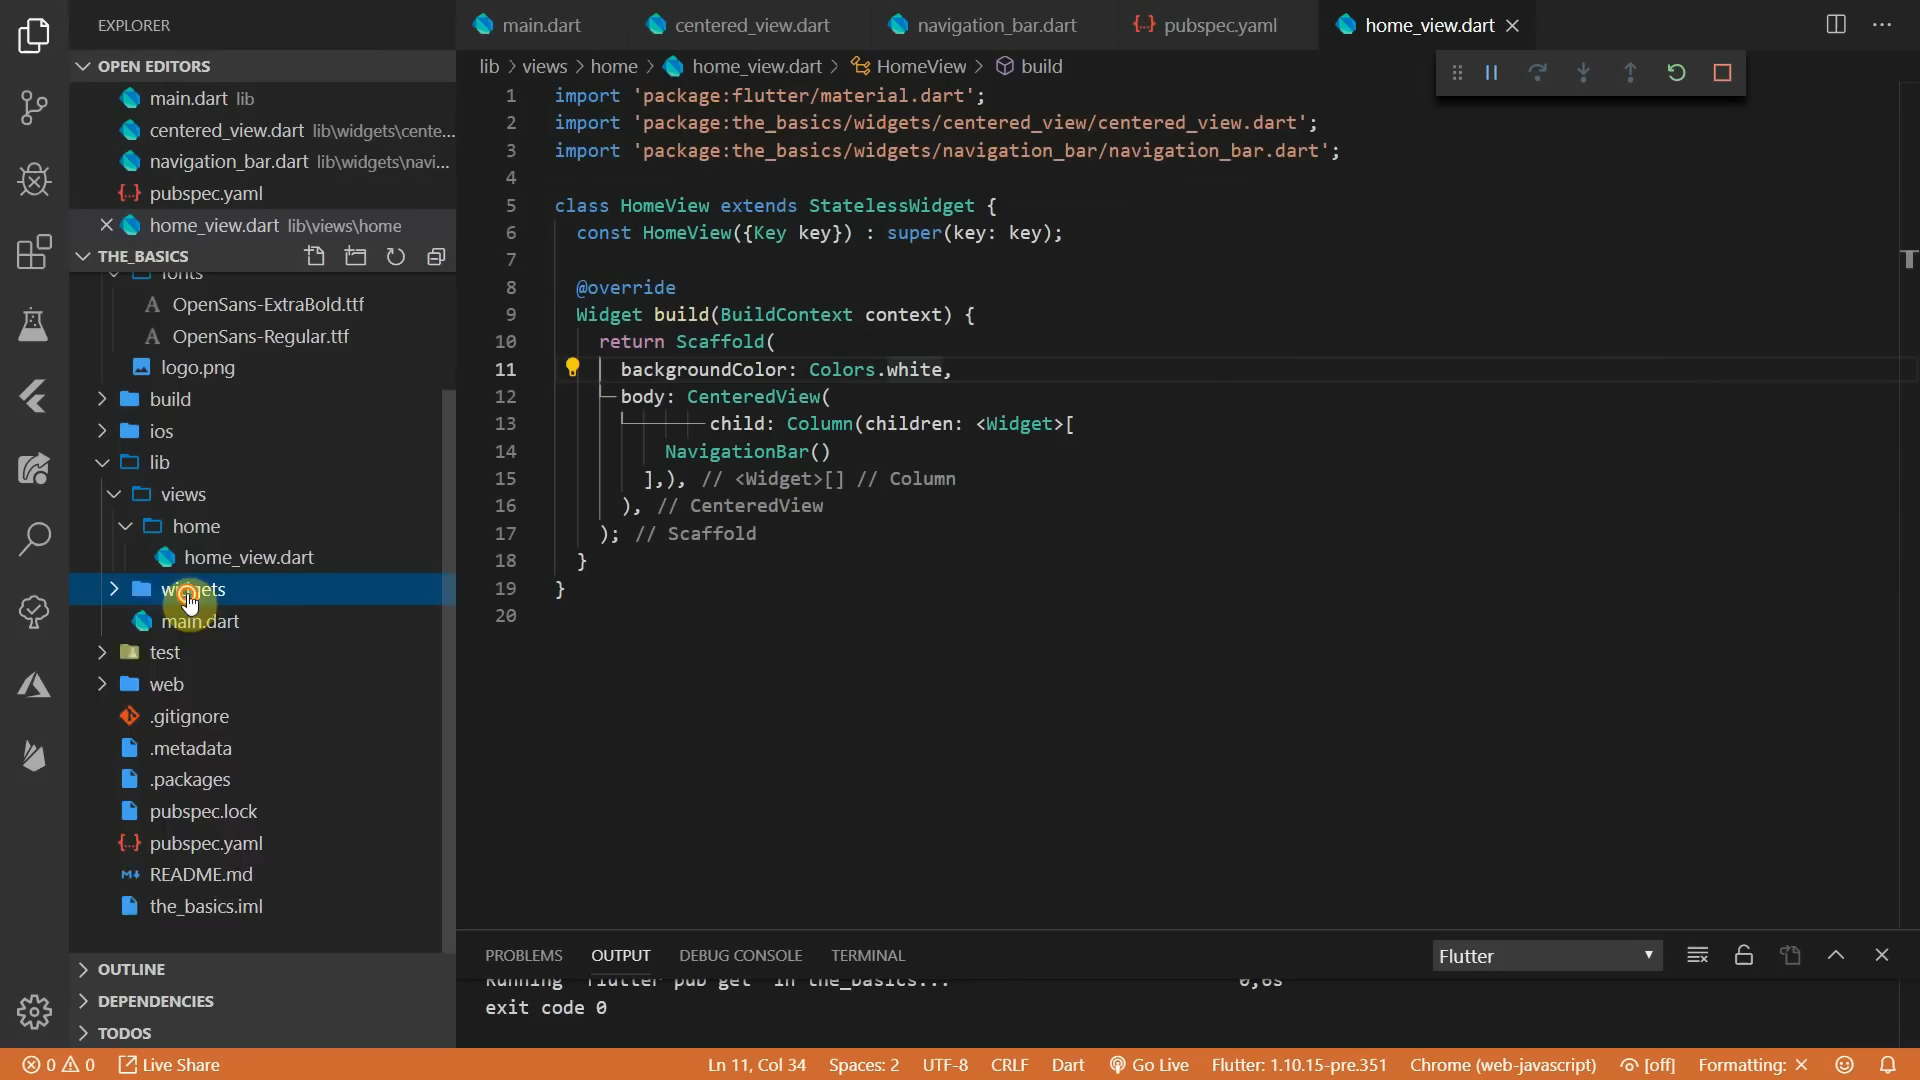 EXPLORER
OPEN EDITORS
main.dart lib
centered_view.dart lib\widgets\cente...
navigation_bar.dart lib\widgets\navi...
pubspec.yaml
home_view.dart lib\views\home
THE_BASICS
fonts
OpenSans-ExtraBold.ttf
OpenSans-Regular.ttf
logo.png
build
ios
lib
views
home
home_view.dart
widgets
main.dart
test
web
.gitignore
.metadata
.packages
pubspec.lock
pubspec.yaml
README.md
the_basics.iml
OUTLINE
DEPENDENCIES
TODOS
main.dart
centered_view.dart
navigation_bar.dart
pubspec.yaml
home_view.dart
lib > views > home > home_view.dart > HomeView > build
1 import 'package:flutter/material.dart';
2 import 'package:the_basics/widgets/centered_view/centered_view.dart';
3 import 'package:the_basics/widgets/navigation_bar/navigation_bar.dart';
4
5 class HomeView extends StatelessWidget {
6 const HomeView({Key key}) : super(key: key);
7
8 @override
9 Widget build(BuildContext context) {
10 return Scaffold(
11 backgroundColor: Colors.white,
12 body: CenteredView(
13 child: Column(children: <Widget>[
14 NavigationBar()
15 ],), // <Widget>[] // Column
16 ), // CenteredView
17 ); // Scaffold
18 }
19 }
20
PROBLEMS OUTPUT DEBUG CONSOLE TERMINAL
Flutter
Running "flutter pub get" in the_basics... 0,6s
exit code 0
0 0 Live Share
Ln 11, Col 34 Spaces: 2 UTF-8 CRLF Dart Go Live Flutter: 1.10.15-pre.351 Chrome (web-javascript) [off] Formatting: ×